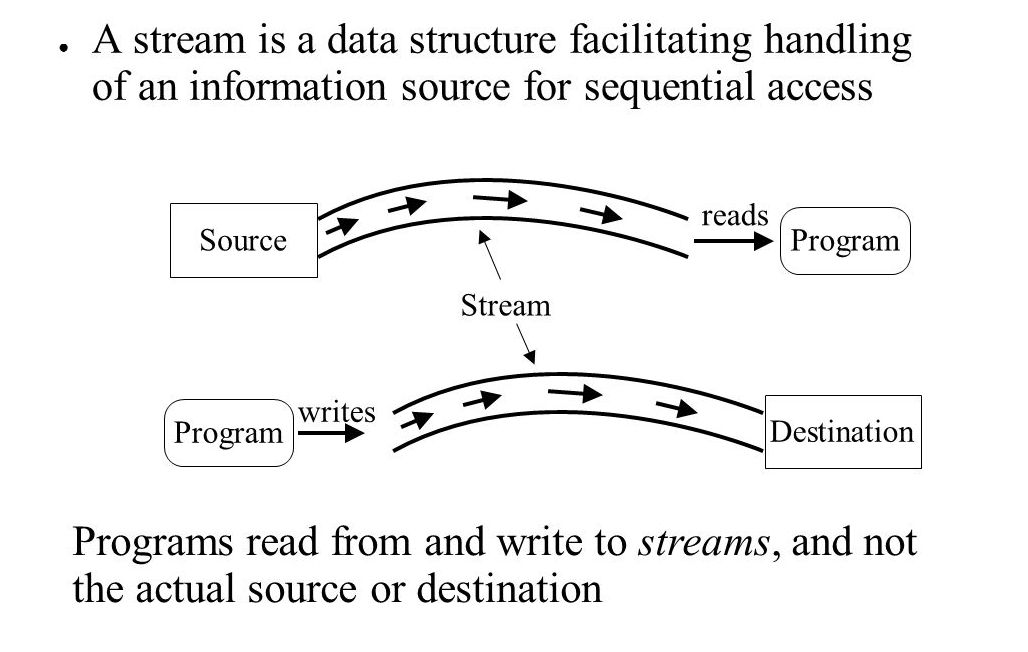 • A stream is a data structure facilitating handling
of an information source for sequential access
reads
Source
Program
Stream
writes
Program
Destination
Programs read from and write to streams, and not
the actual source or destination